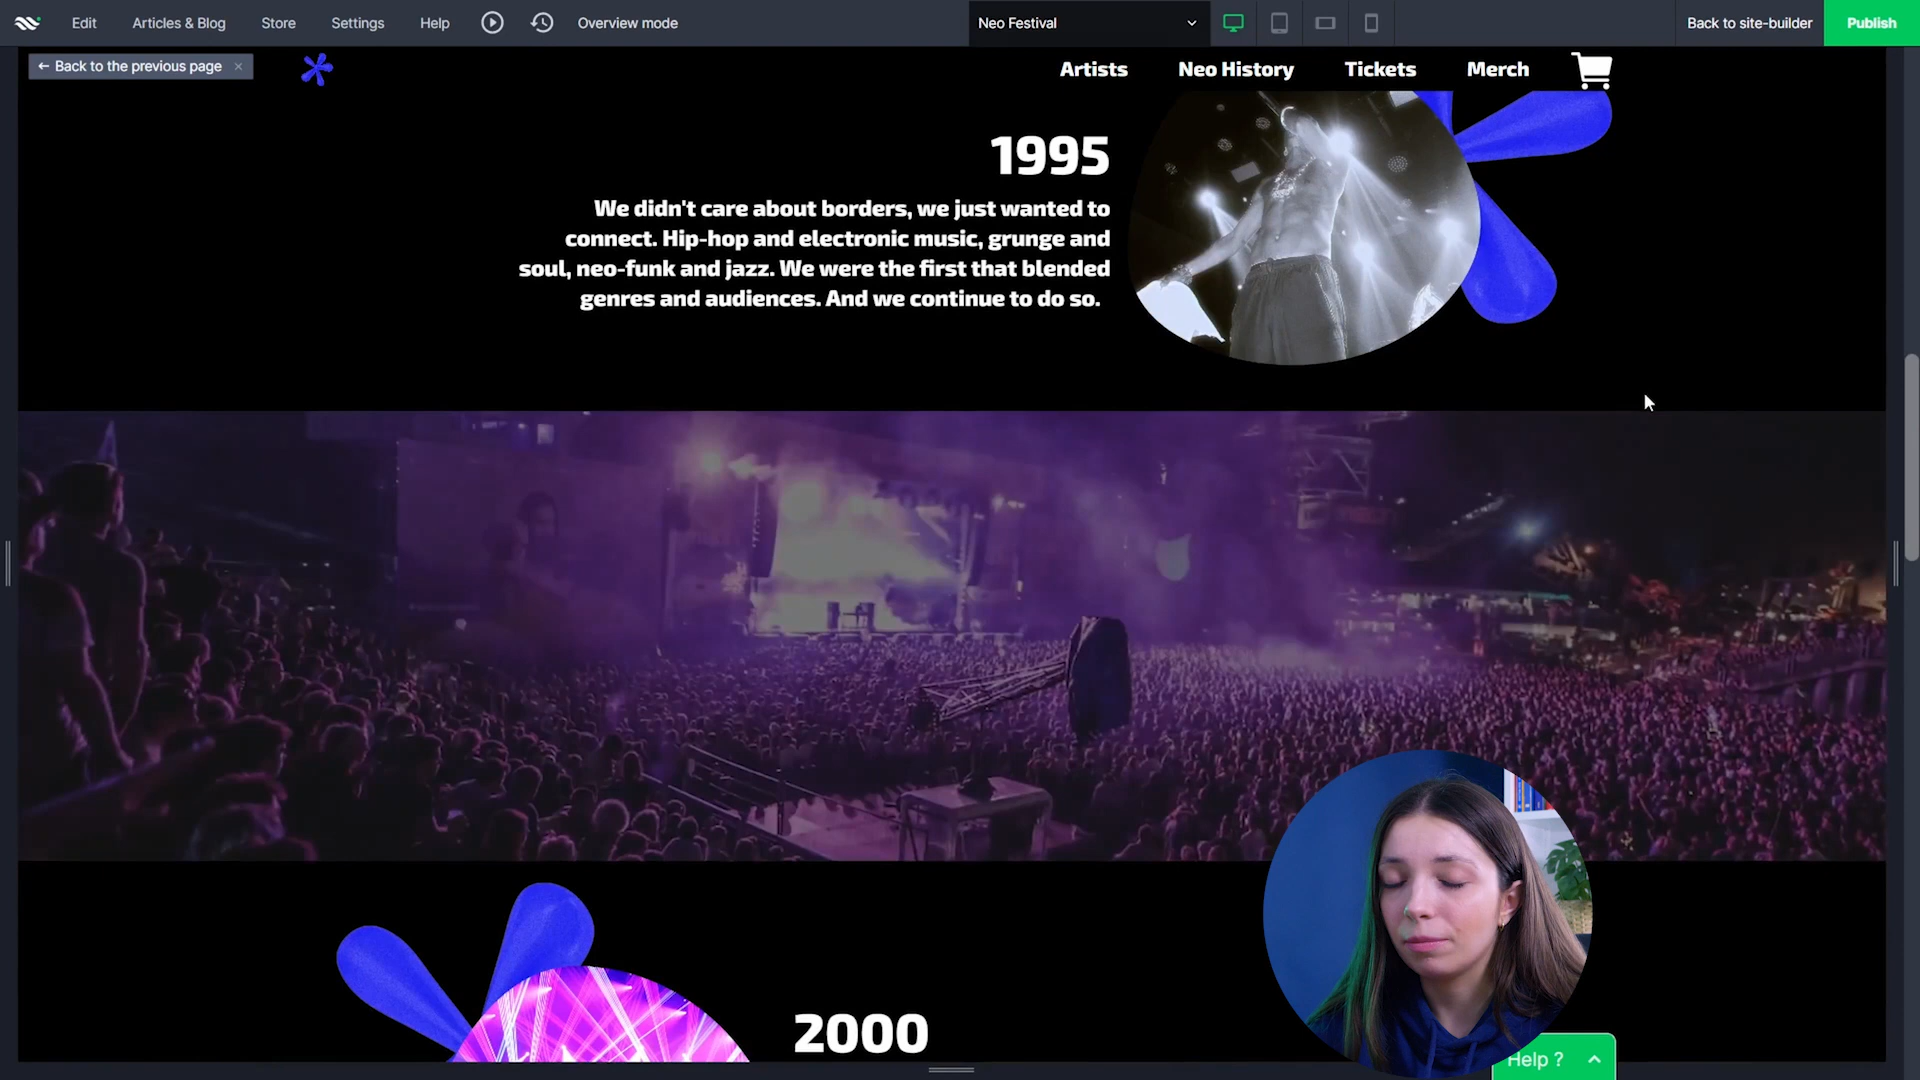 Edit
Articles & Blog
Store
Settings
Help
Overview mode
Neo Festival
Back to site-builder
Publish
← Back to the previous page ×
Artists
Neo History
Tickets
Merch
1995
We didn't care about borders, we just wanted to
connect. Hip-hop and electronic music, grunge and
soul, neo-funk and jazz. We were the first that blended
genres and audiences. And we continue to do so.
2000
Help ?